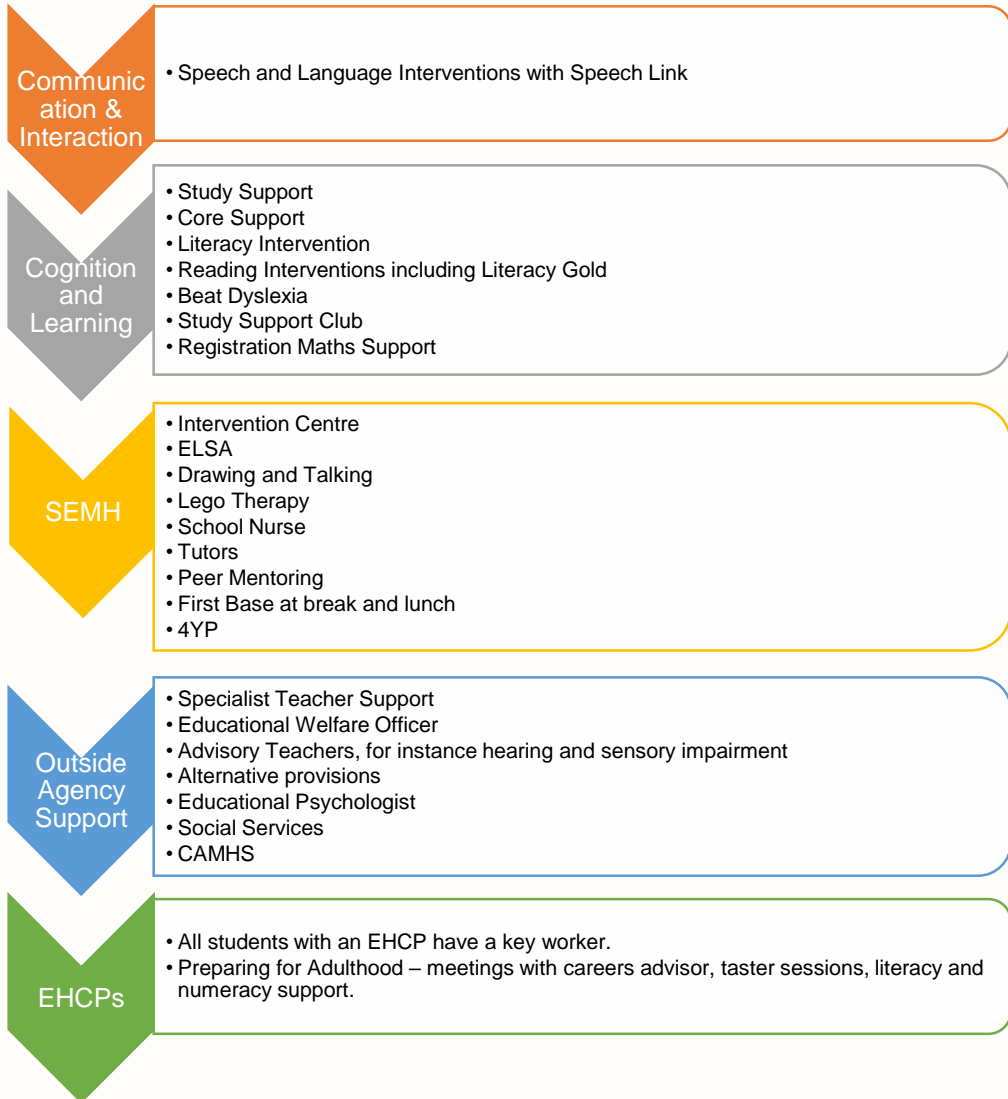 Communic
ation &
Interaction
• Speech and Language Interventions with Speech Link
Cognition
and
Learning
• Study Support
• Core Support
• Literacy Intervention
• Reading Interventions including Literacy Gold
• Beat Dyslexia
• Study Support Club
• Registration Maths Support
SEMH
• Intervention Centre
• ELSA
• Drawing and Talking
• Lego Therapy
• School Nurse
• Tutors
• Peer Mentoring
• First Base at break and lunch
• 4YP
Outside
Agency
Support
• Specialist Teacher Support
• Educational Welfare Officer
• Advisory Teachers, for instance hearing and sensory impairment
• Alternative provisions
• Educational Psychologist
• Social Services
• CAMHS
EHCPs
• All students with an EHCP have a key worker.
• Preparing for Adulthood – meetings with careers advisor, taster sessions, literacy and
numeracy support.